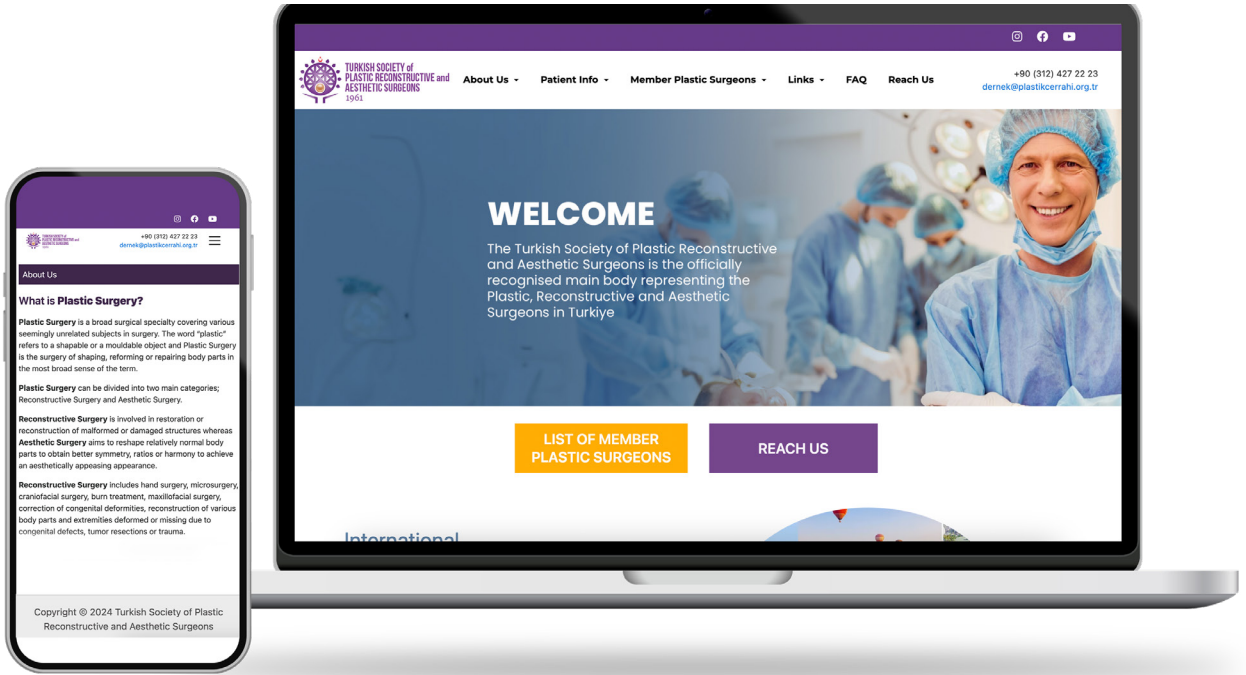 TURKISH SOCIETY of
PLASTIC RECONSTRUCTIVE and
AESTHETIC SURGEONS
1961
About Us
Patient Info
Member Plastic Surgeons
Links
FAQ
Reach Us
+90 (312) 427 22 23
dernek@plastikcerrahi.org.tr
WELCOME
The Turkish Society of Plastic Reconstructive
and Aesthetic Surgeons is the officially
recognised main body representing the
Plastic, Reconstructive and Aesthetic
Surgeons in Turkiye
LIST OF MEMBER
PLASTIC SURGEONS
REACH US
International
TURKISH SOCIETY of
PLASTIC RECONSTRUCTIVE and
AESTHETIC SURGEONS
+90 (312) 427 22 23
dernek@plastikcerrahi.org.tr
About Us
What is Plastic Surgery?
Plastic Surgery is a broad surgical specialty covering various
seemingly unrelated subjects in surgery. The word "plastic"
refers to a shapable or a mouldable object and Plastic Surgery
is the surgery of shaping, reforming or repairing body parts in
the most broad sense of the term.
Plastic Surgery can be divided into two main categories;
Reconstructive Surgery and Aesthetic Surgery.
Reconstructive Surgery is involved in restoration or
reconstruction of malformed or damaged structures whereas
Aesthetic Surgery aims to reshape relatively normal body
parts to obtain better symmetry, ratios or harmony to achieve
an aesthetically appeasing appearance.
Reconstructive Surgery includes hand surgery, microsurgery,
craniofacial surgery, burn treatment, maxillofacial surgery,
correction of congenital deformities, reconstruction of various
body parts and extremities deformed or missing due to
congenital defects, tumor resections or trauma.
Copyright © 2024 Turkish Society of Plastic
Reconstructive and Aesthetic Surgeons